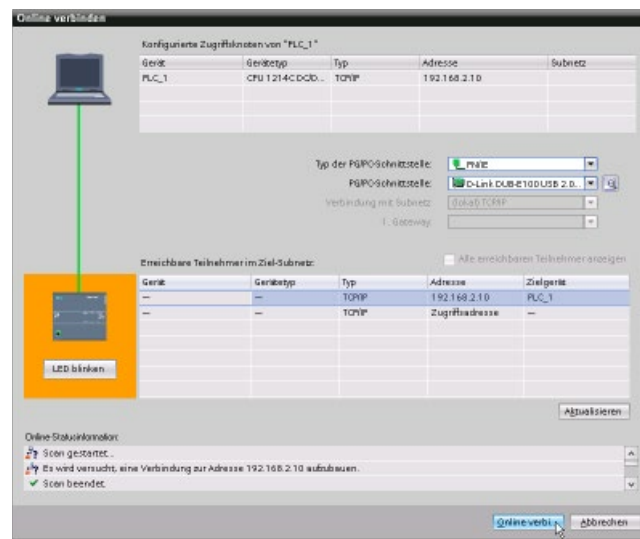 Online verbinden
Konfigurierte Zugriffsknoten von "PLC_1"
Gerät Gerätetyp Typ Adresse Subnetz
PLC_1 CPU 1214C DC/D... TCP/IP 192.168.2.10
Typ der PG/PC-Schnittstelle: PN/IE
PG/PC-Schnittstelle: D-Link DUB-E100 USB 2.0...
Verbindung mit Subnetz: (lokal) TCP/IP
1. Gateway:
Erreichbare Teilnehmer im Ziel-Subnetz: Alle erreichbaren Teilnehmer anzeigen
Gerät Gerätetyp Typ Adresse Zielgerät
— — TCP/IP 192.168.2.10 PLC_1
— — TCP/IP Zugriffsadresse —
LED blinken
Aktualisieren
Online-Statusinformation:
Scan gestartet...
Es wird versucht, eine Verbindung zur Adresse 192.168.2.10 aufzubauen.
Scan beendet.
Online verbi... Abbrechen